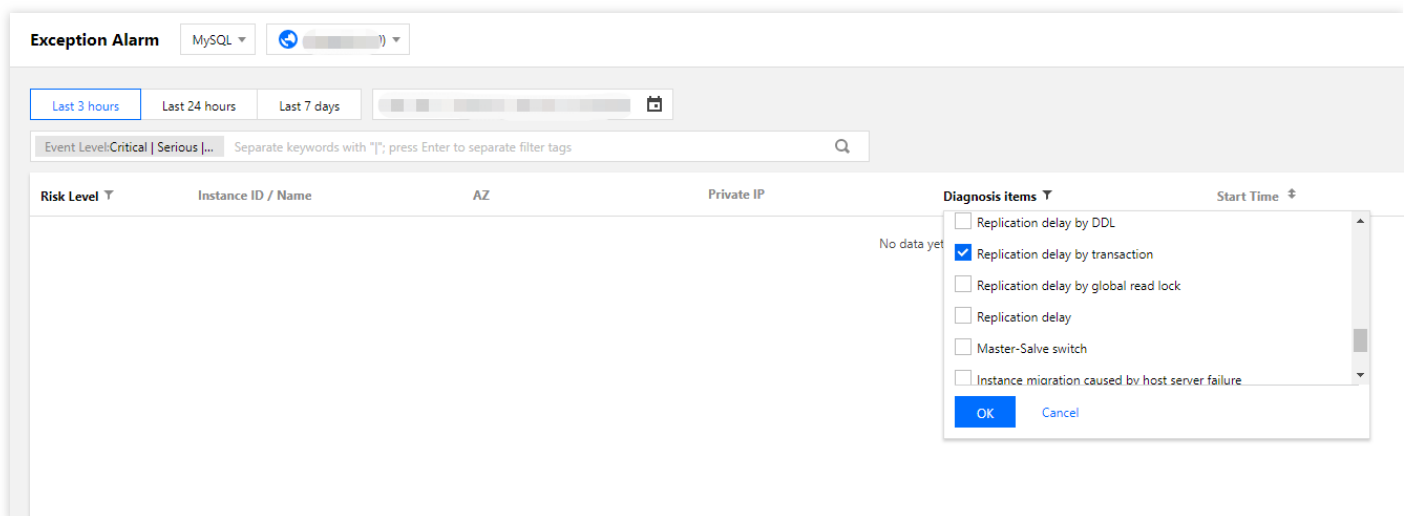 Exception Alarm MySQL
Last 3 hours Last 24 hours Last 7 days
Event Level:Critical | Serious |... Separate keywords with "|"; press Enter to separate filter tags
Risk Level Instance ID / Name AZ Private IP Diagnosis items Start Time
No data yet
Replication delay by DDL
Replication delay by transaction
Replication delay by global read lock
Replication delay
Master-Salve switch
Instance migration caused by host server failure
OK Cancel